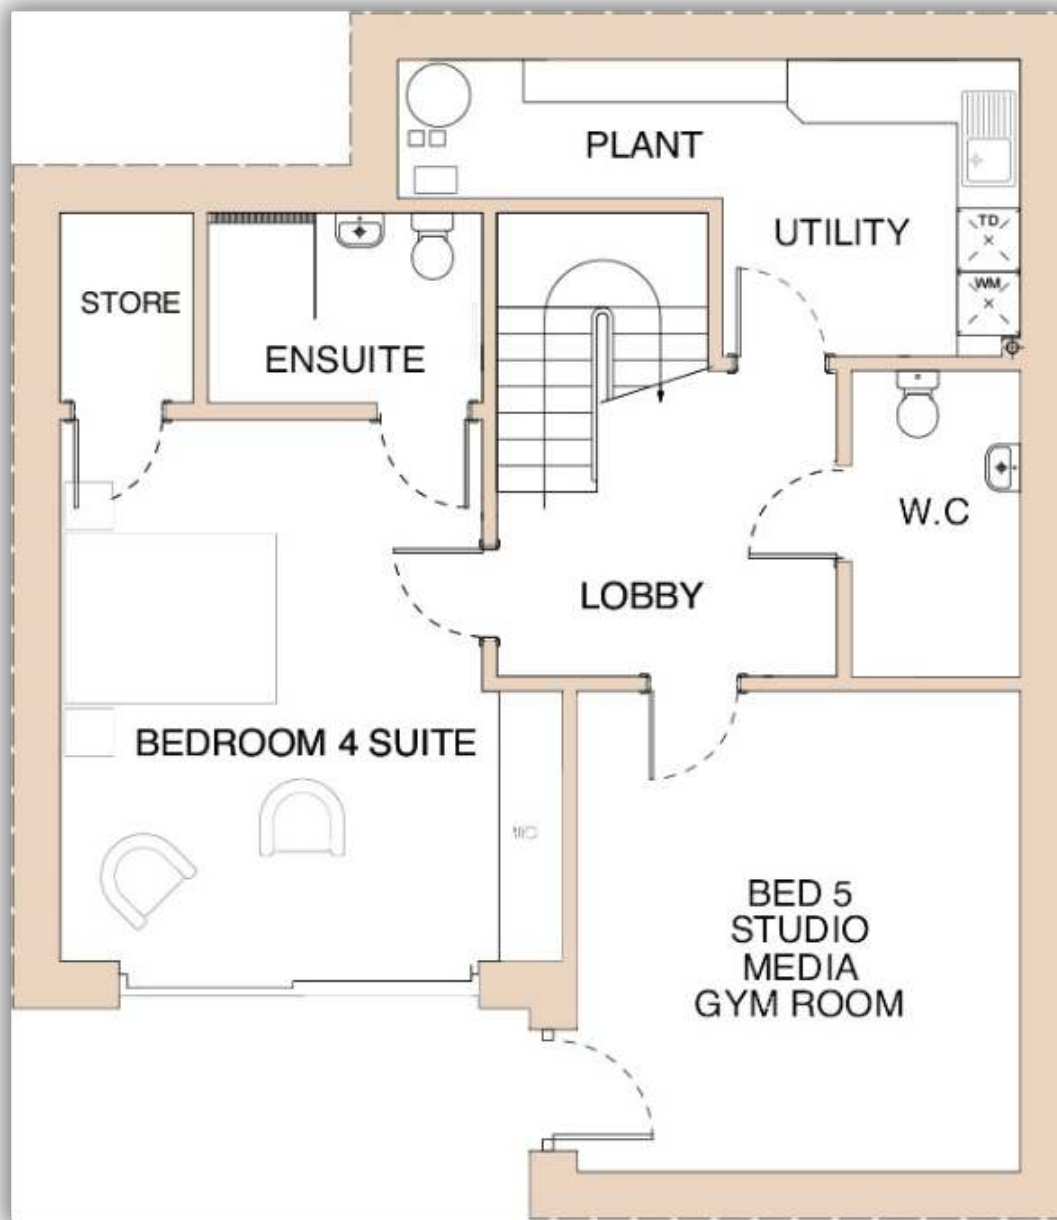 PLANT
UTILITY
TD
WM
STORE
ENSUITE
W.C
LOBBY
BEDROOM 4 SUITE
BED 5
STUDIO
MEDIA
GYM ROOM